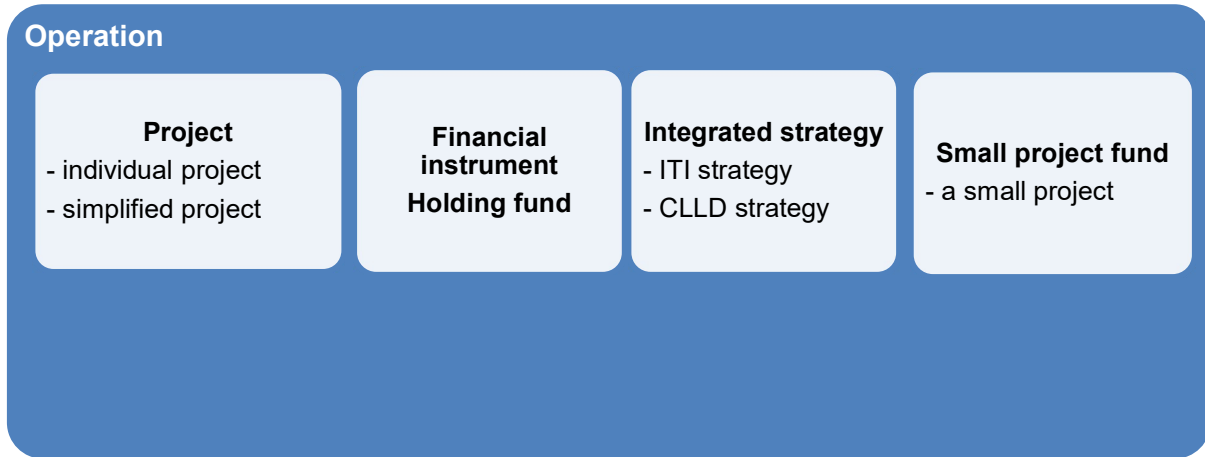 Operation
Project
- individual project
- simplified project
Financial
instrument
Holding fund
Integrated strategy
- ITI strategy
- CLLD strategy
Small project fund
- a small project